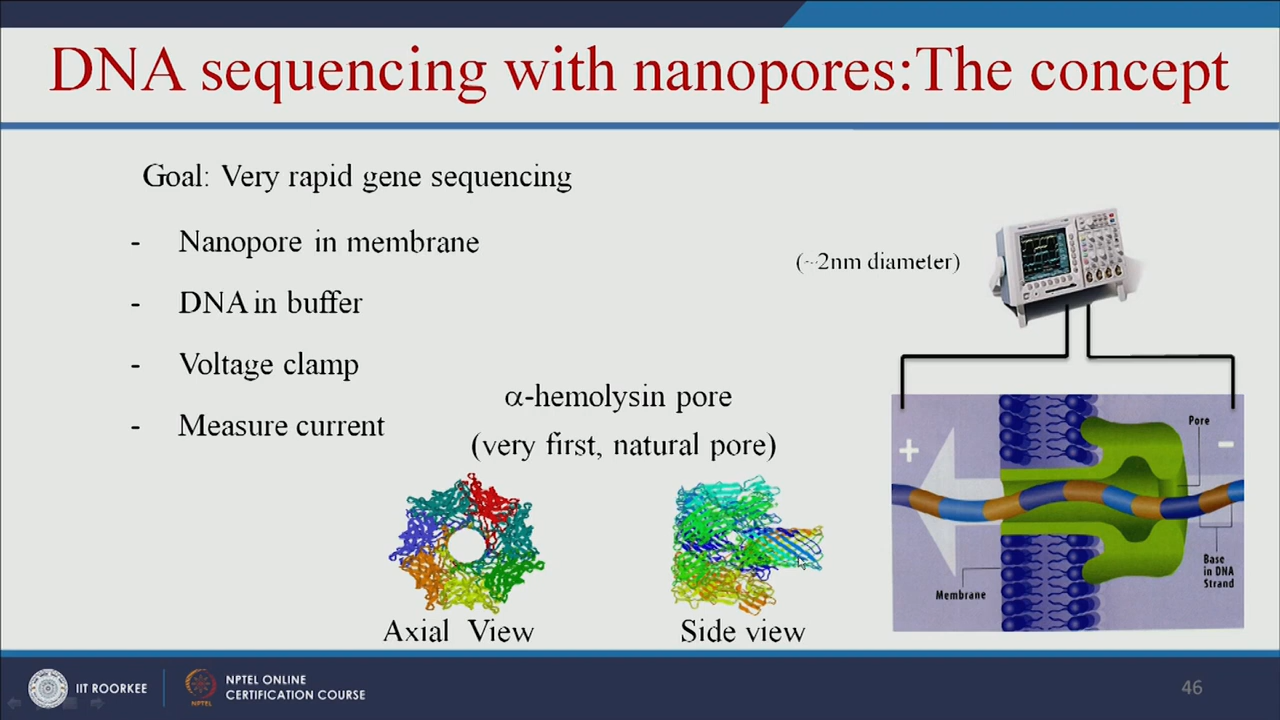 DNA sequencing with nanopores:The concept
Goal: Very rapid gene sequencing
- Nanopore in membrane
- DNA in buffer
- Voltage clamp
- Measure current
(~2nm diameter)
α-hemolysin pore
(very first, natural pore)
Axial View
Side view
Pore
+
-
Base
in DNA
Strand
Membrane
IIT ROORKEE
NPTEL
NPTEL ONLINE
CERTIFICATION COURSE
46